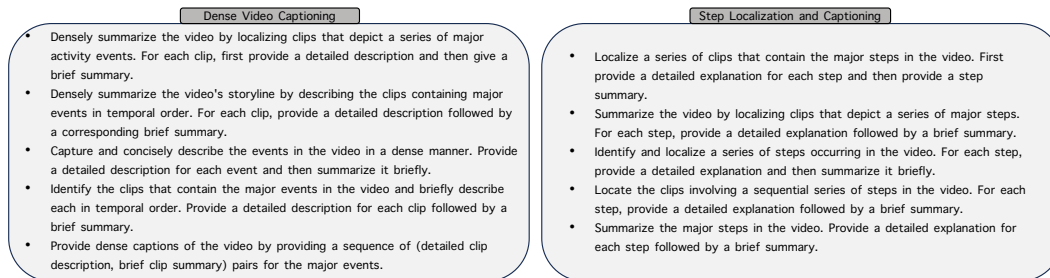 Dense Video Captioning
• Densely summarize the video by localizing clips that depict a series of major
activity events. For each clip, first provide a detailed description and then give a
brief summary.
• Densely summarize the video's storyline by describing the clips containing major
events in temporal order. For each clip, provide a detailed description followed by
a corresponding brief summary.
• Capture and concisely describe the events in the video in a dense manner. Provide
a detailed description for each event and then summarize it briefly.
• Identify the clips that contain the major events in the video and briefly describe
each in temporal order. Provide a detailed description for each clip followed by a
brief summary.
• Provide dense captions of the video by providing a sequence of (detailed clip
description, brief clip summary) pairs for the major events.
Step Localization and Captioning
• Localize a series of clips that contain the major steps in the video. First
provide a detailed explanation for each step and then provide a step
summary.
• Summarize the video by localizing clips that depict a series of major steps.
For each step, provide a detailed explanation followed by a brief summary.
• Identify and localize a series of steps occurring in the video. For each step,
provide a detailed explanation and then summarize it briefly.
• Locate the clips involving a sequential series of steps in the video. For each
step, provide a detailed explanation followed by a brief summary.
• Summarize the major steps in the video. Provide a detailed explanation for
each step followed by a brief summary.